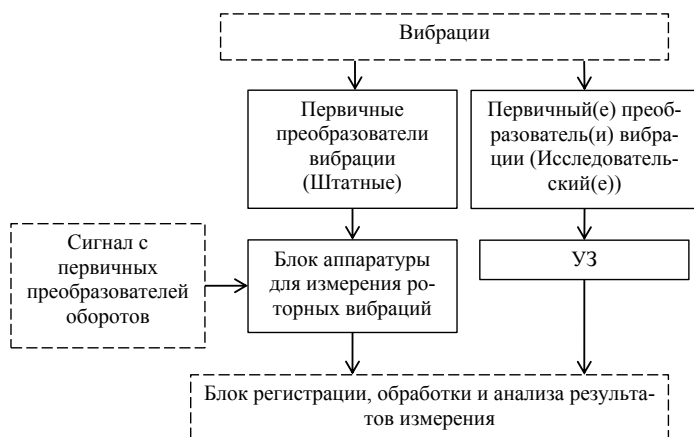 Вибрации
Первичные
преобразователи
вибрации
(Штатные)
Первичный(е) преоб-
разователь(и) вибра-
ции (Исследователь-
ский(е))
Сигнал с
первичных
преобразователей
оборотов
Блок аппаратуры
для измерения ро-
торных вибраций
УЗ
Блок регистрации, обработки и анализа результа-
тов измерения